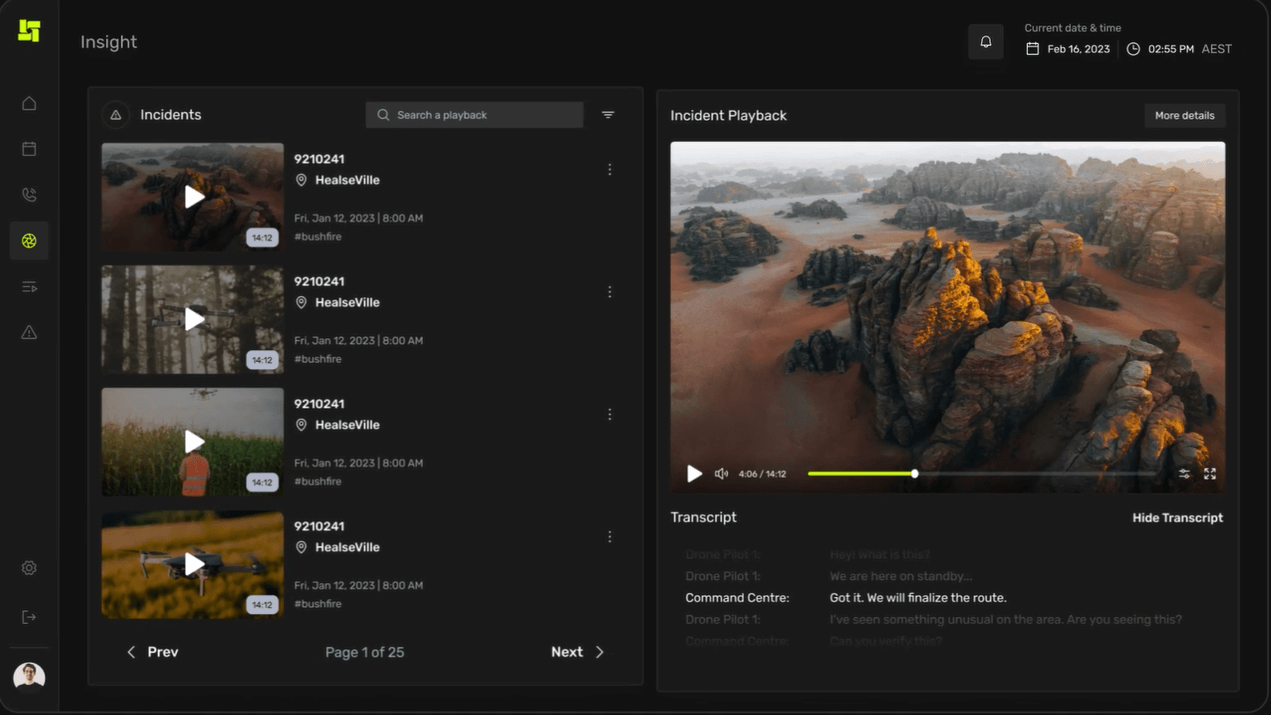 Insight
Current date & time
Feb 16, 2023
02:55 PM AEST
Incidents
Search a playback
9210241
HealseVille
Fri, Jan 12, 2023 | 8:00 AM
#bushfire
14:12
9210241
HealseVille
Fri, Jan 12, 2023 | 8:00 AM
#bushfire
14:12
9210241
HealseVille
Fri, Jan 12, 2023 | 8:00 AM
#bushfire
14:12
9210241
HealseVille
Fri, Jan 12, 2023 | 8:00 AM
#bushfire
14:12
Prev
Page 1 of 25
Next
Incident Playback
More details
4:06 / 14:12
Transcript
Hide Transcript
Drone Pilot 1: Hey! What is this?
Drone Pilot 1: We are here on standby...
Command Centre: Got it. We will finalize the route.
Drone Pilot 1: I've seen something unusual on the area. Are you seeing this?
Command Centre: Can you verify this?